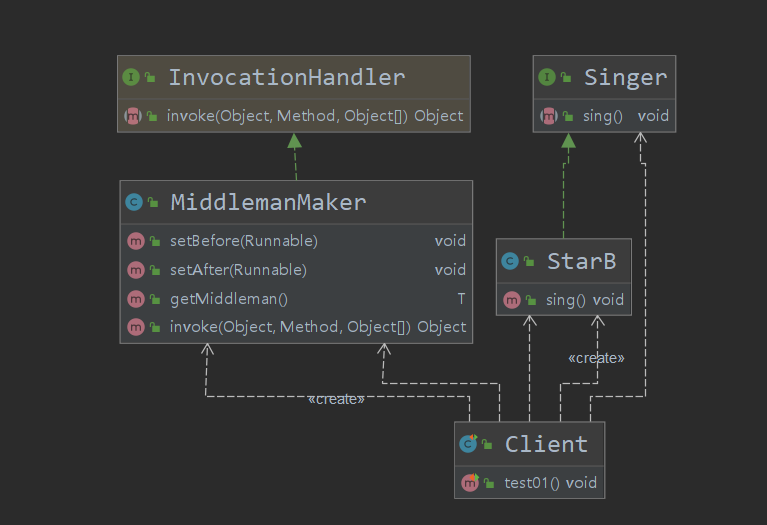 InvocationHandler
invoke(Object, Method, Object[]) Object
Singer
sing() void
MiddlemanMaker
setBefore(Runnable) void
setAfter(Runnable) void
getMiddleman() T
invoke(Object, Method, Object[]) Object
StarB
sing() void
«create»
«create»
Client
test01() void